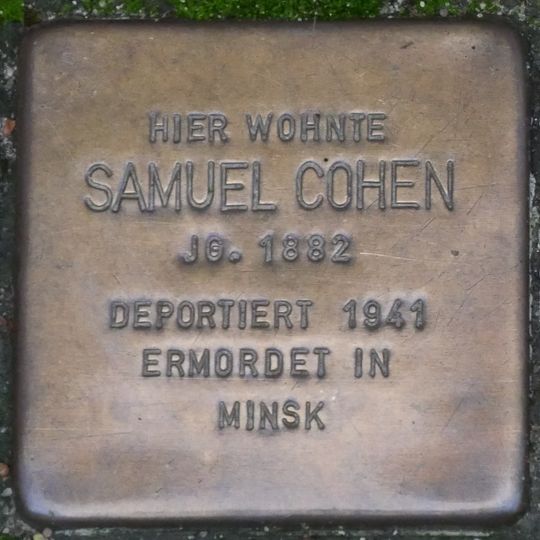 HIER WOHNTE
SAMUEL COHEN
JG. 1882
DEPORTIERT 1941
ERMORDET IN
MINSK